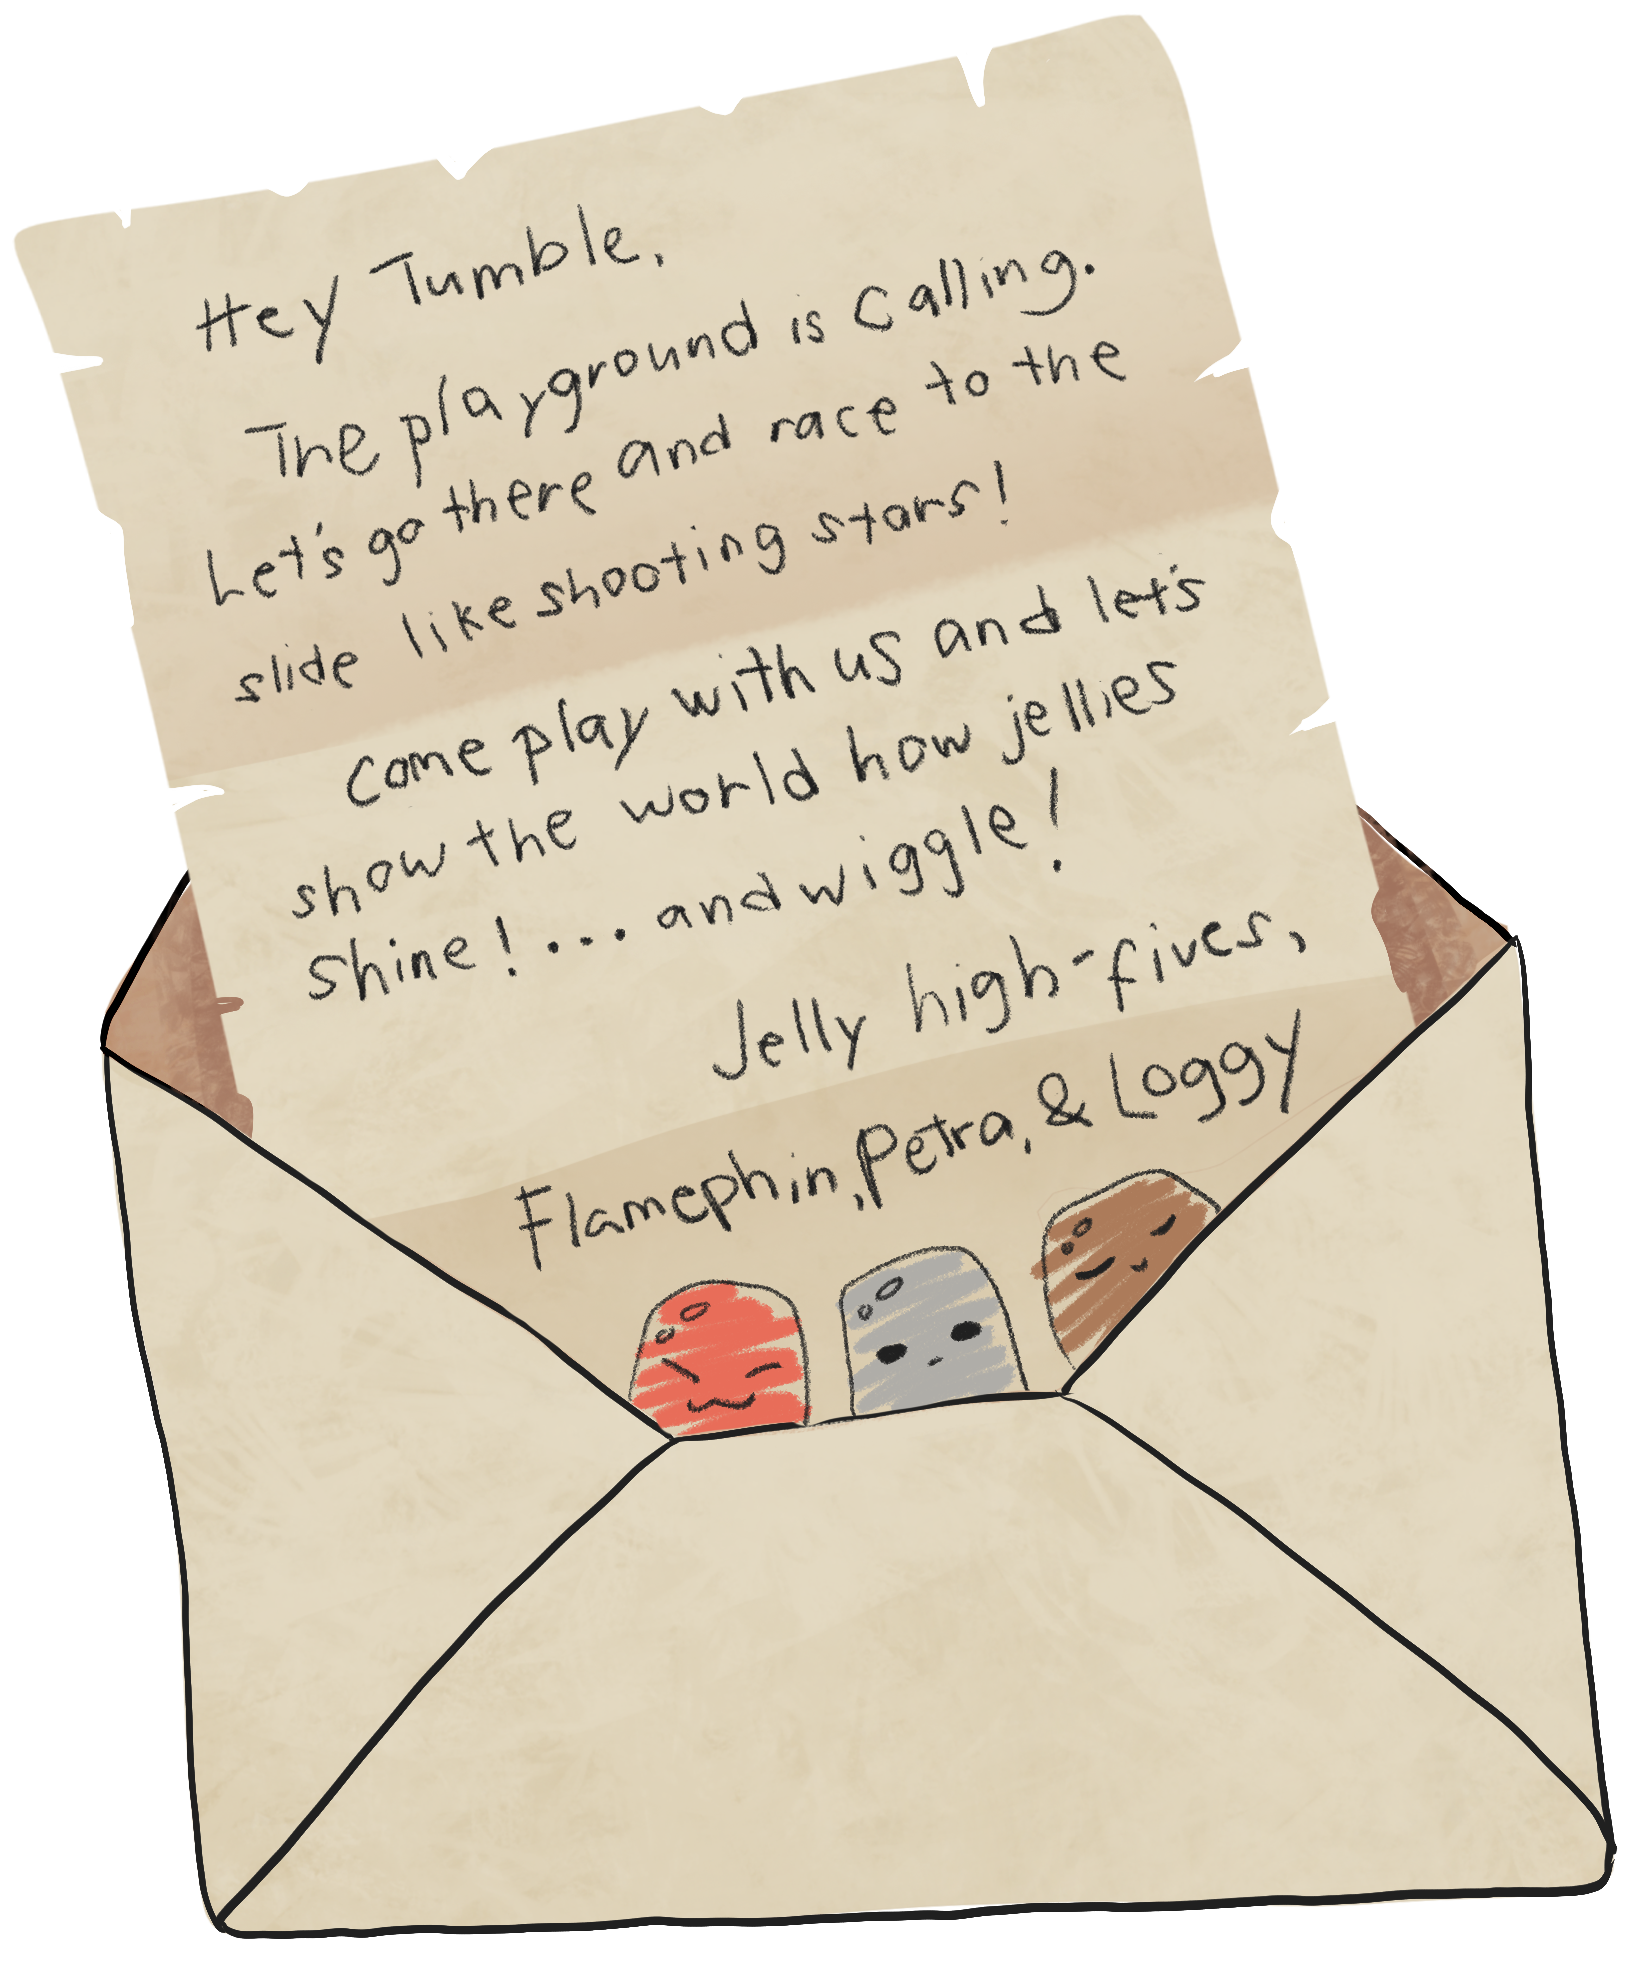 Hey Tumble,
The playground is calling.
Let's go there and race to the
slide like shooting stars!
Come play with us and let's
show the world how jellies
shine!... and wiggle!
Jelly high-fives,
Flamephin, Petra, & Loggy